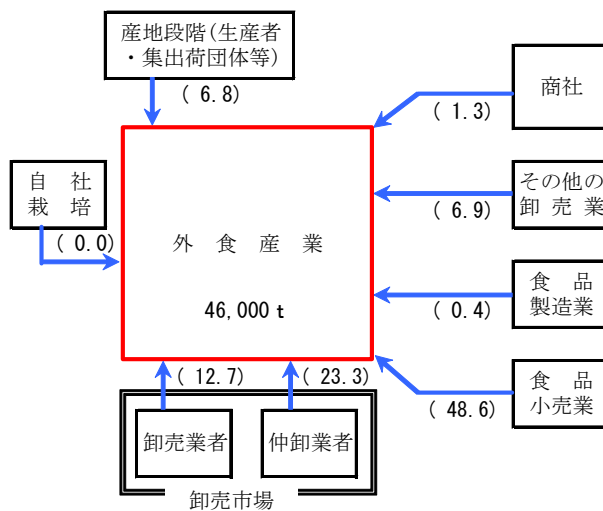 産地段階(生産者
・集出荷団体等)
( 6.8)
商社
( 1.3)
自 社
栽 培
( 0.0)
その他の
卸 売 業
( 6.9)
外 食 産 業
46,000 t
食 品
製造業
( 0.4)
食 品
小売業
( 48.6)
( 12.7)
( 23.3)
卸売業者
仲卸業者
卸売市場